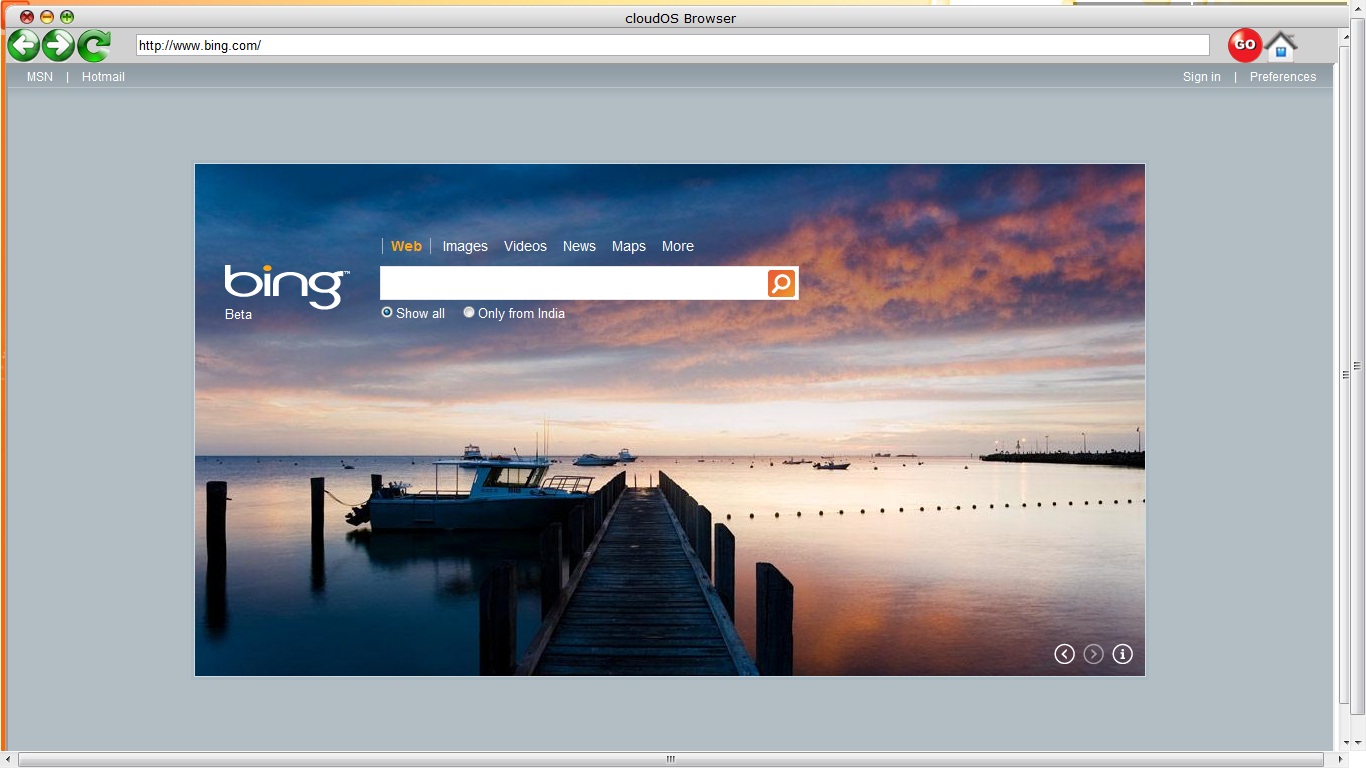 cloudOS Browser
http://www.bing.com/
GO
MSN | Hotmail
Sign in | Preferences
Web Images Videos News Maps More
bing™
Beta
Show all Only from India